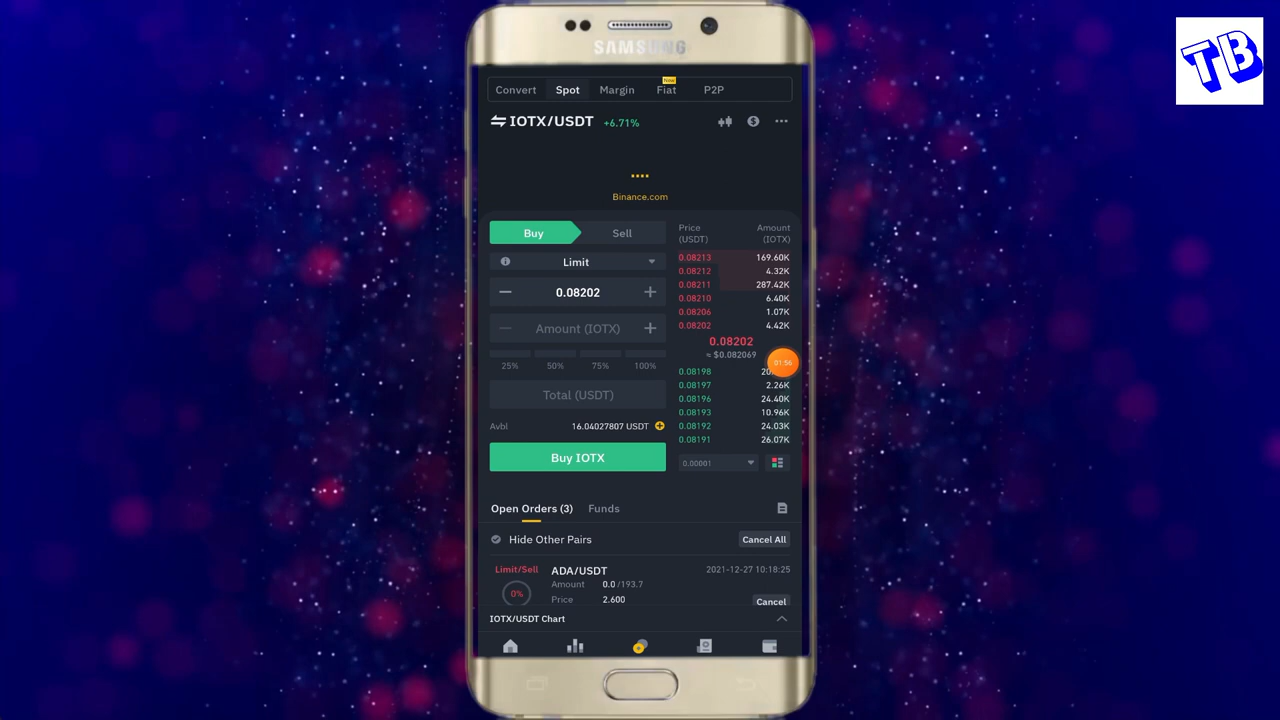 SAMSUNG
TB
Convert Spot Margin Fiat P2P
New
IOTX/USDT +6.71%
Binance.com
Buy Sell
Limit
0.08202
Amount (IOTX)
25% 50% 75% 100%
Total (USDT)
Avbl 16.04027807 USDT
Buy IOTX
Price Amount
(USDT) (IOTX)
0.08213 169.60K
0.08212 4.32K
0.08211 287.42K
0.08210 6.40K
0.08206 1.07K
0.08202 4.42K
0.08202
≈ $0.082069
01:56
0.08198
0.08197 2.26K
0.08196 24.40K
0.08193 10.96K
0.08192 24.03K
0.08191 26.07K
0.00001
Open Orders (3) Funds
Hide Other Pairs Cancel All
Limit/Sell ADA/USDT 2021-12-27 10:18:25
Amount 0.0 /193.7
0%
Price 2.600 Cancel
IOTX/USDT Chart